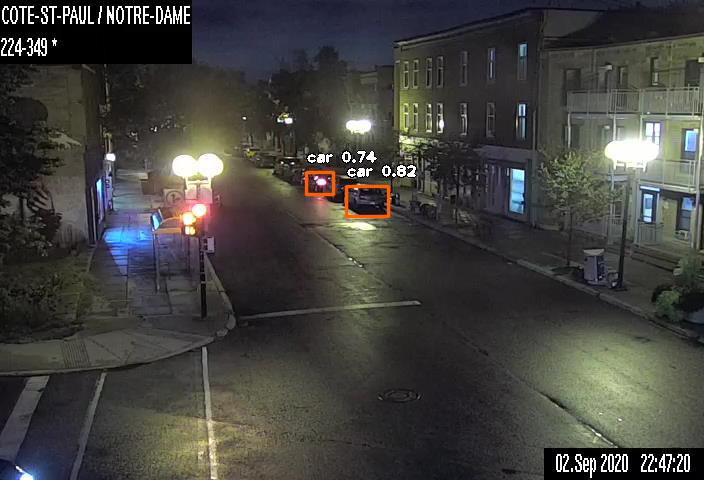 COTE-ST-PAUL / NOTRE-DAME
224-349 *
car 0.74
car 0.82
02.Sep 2020 22:47:20